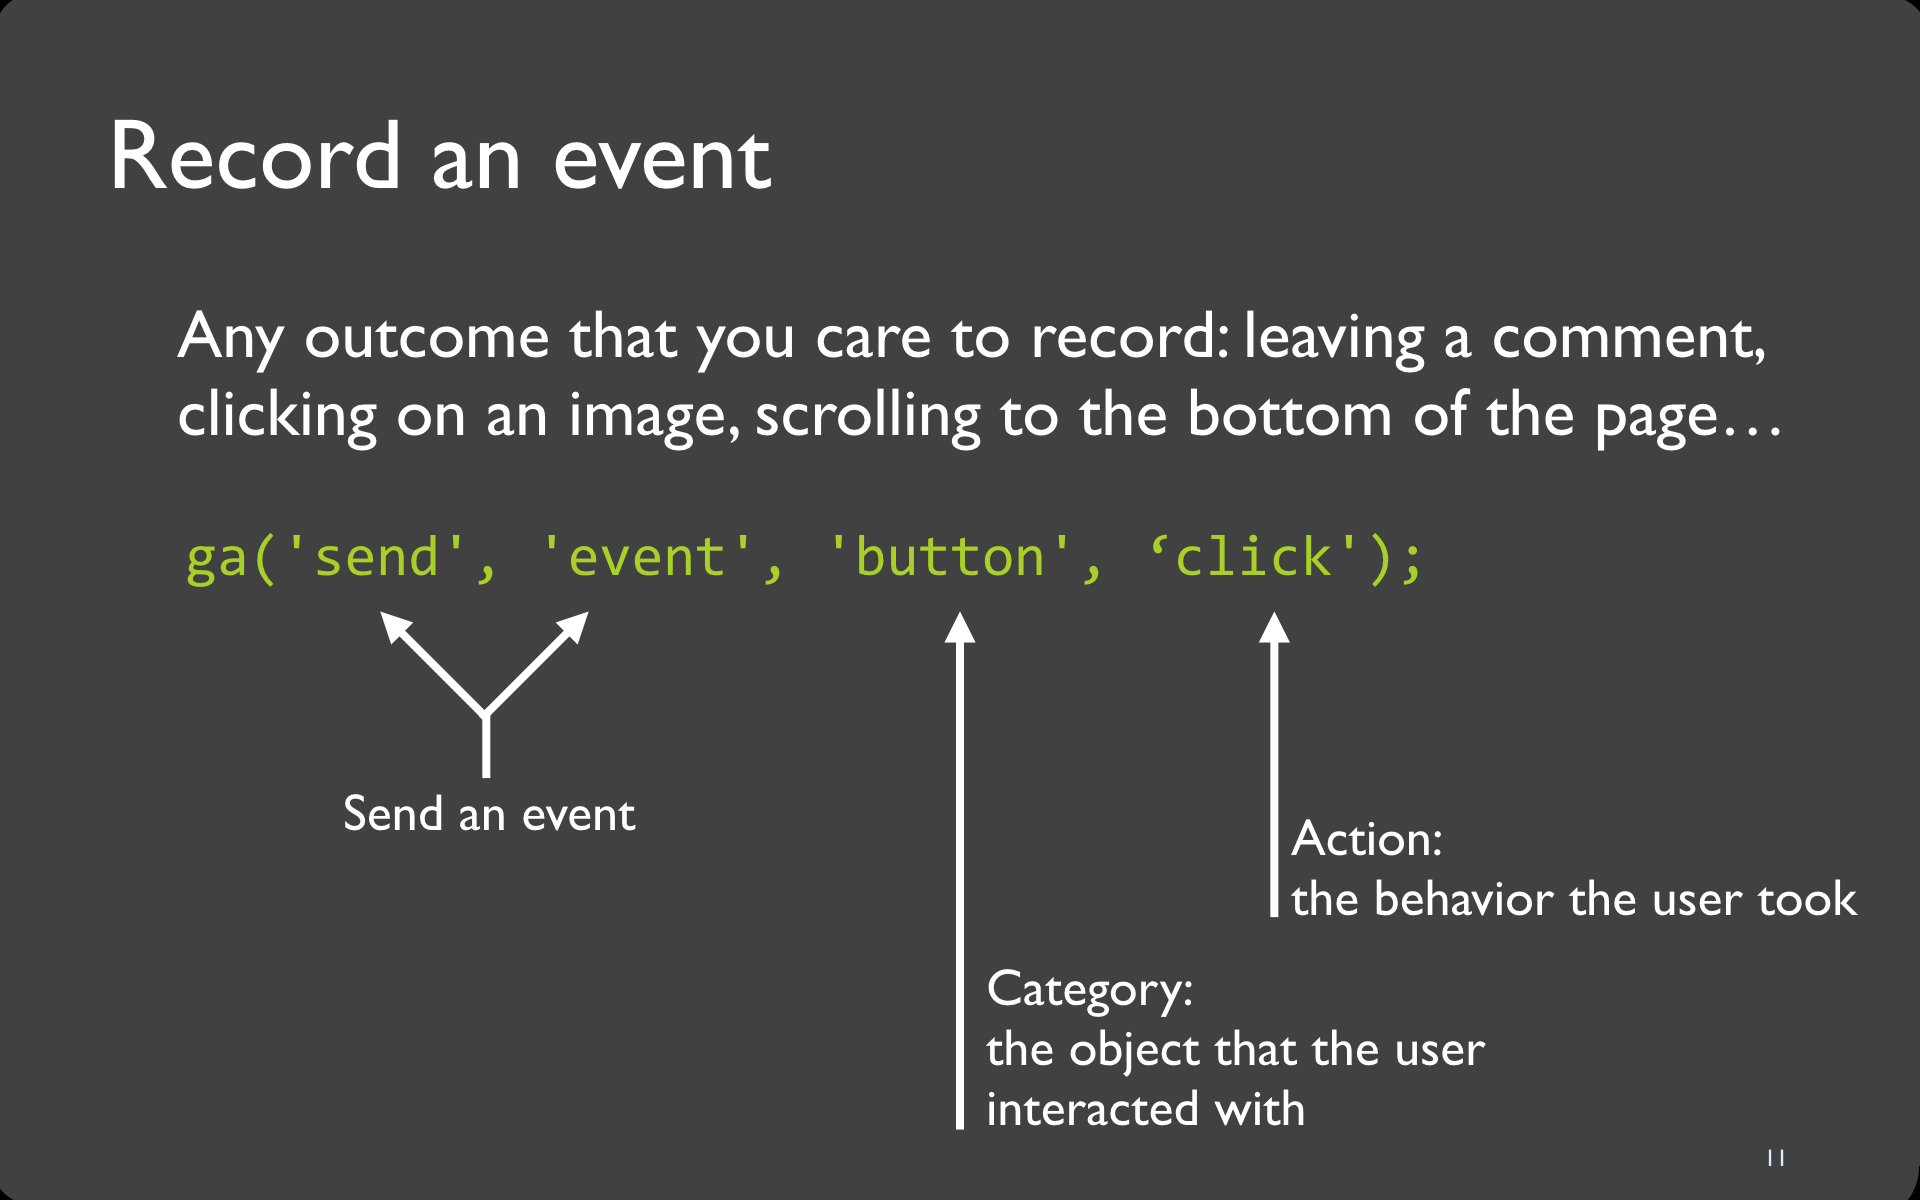 Record an event
Any outcome that you care to record: leaving a comment,
clicking on an image, scrolling to the bottom of the page…
ga('send', 'event', 'button', ‘click');
Send an event
Action:
the behavior the user took
Category:
the object that the user
interacted with
11